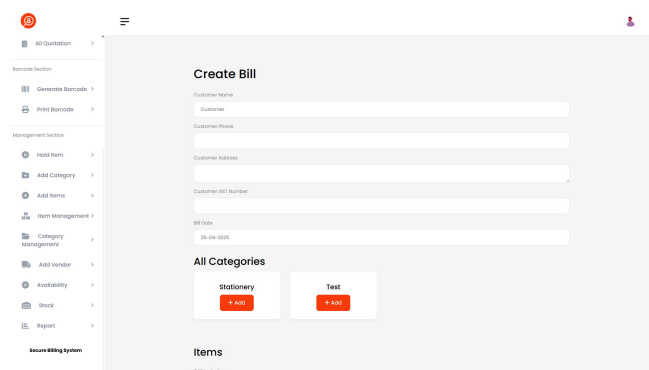 All Quotation
Barcode Section
Generate Barcode
Print Barcode
Management Section
Hold Item
Add Category
Add Items
Item Management
Category
Management
Add Vendor
Availability
Stock
Report
Secure Billing System
Create Bill
Customer Name
Customer
Customer Phone
Customer Address
Customer GST Number
Bill Date
25-04-2025
All Categories
Stationery
+ Add
Test
+ Add
Items